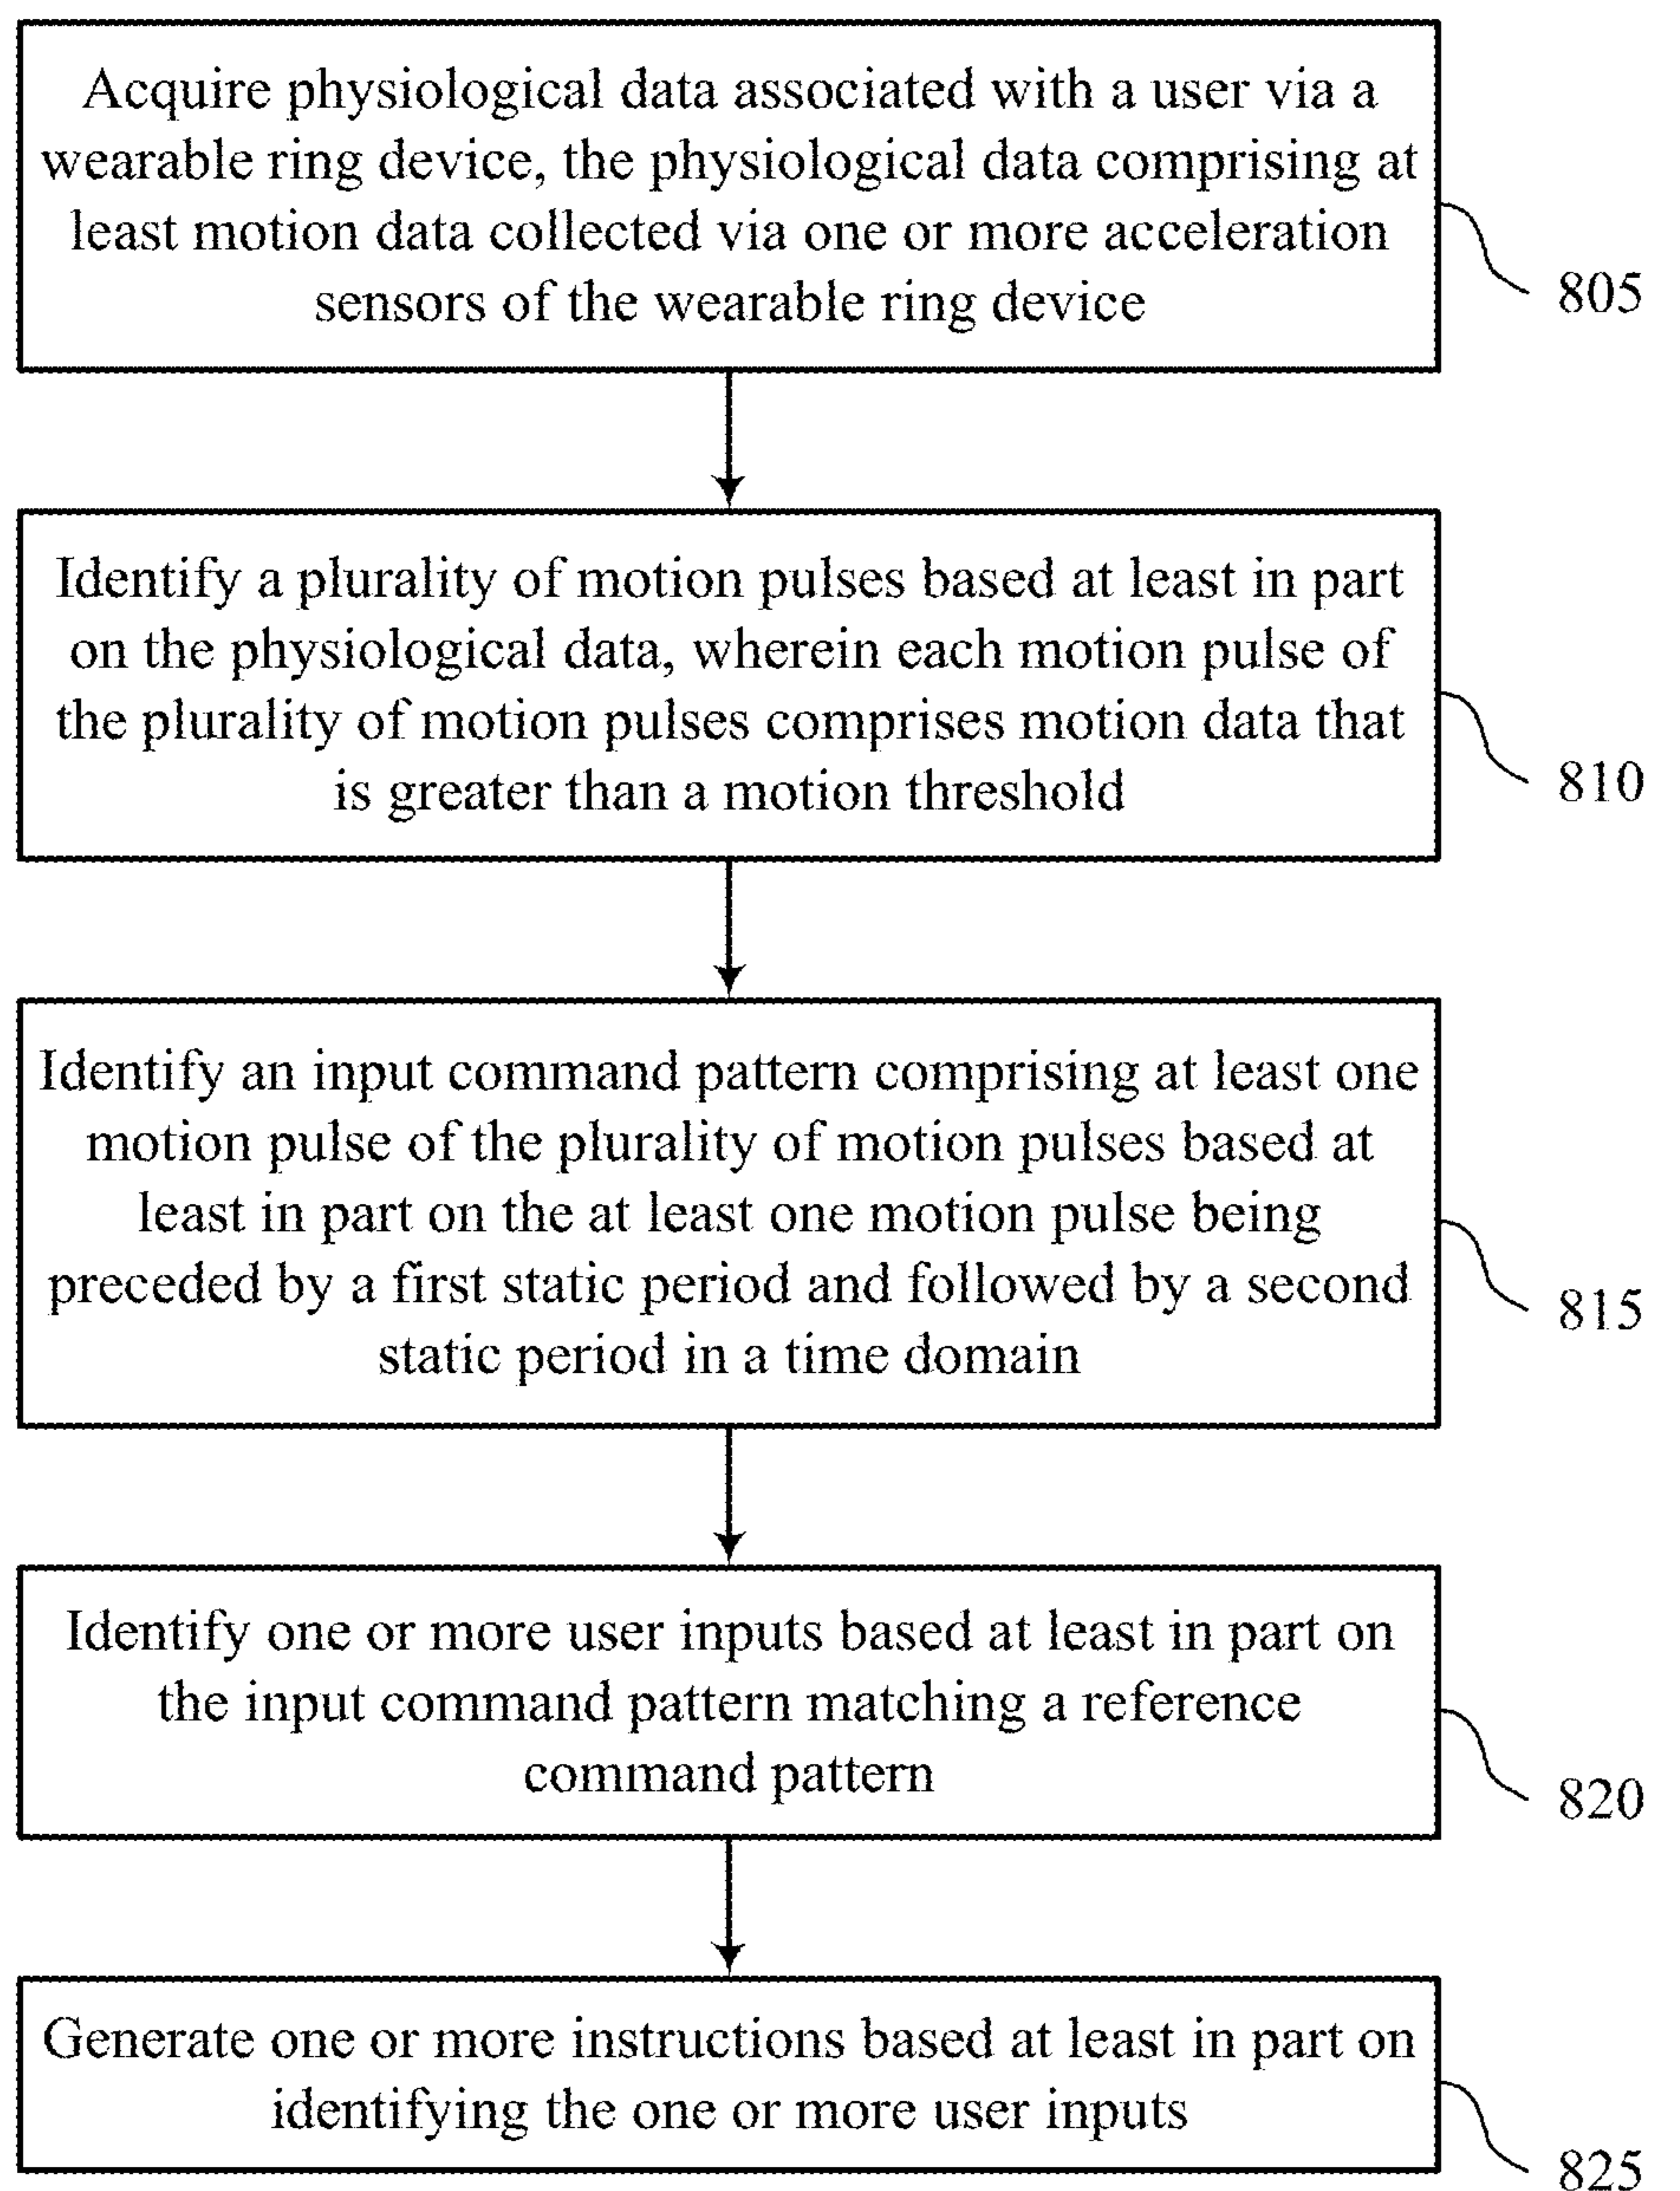 Acquire physiological data associated with a user via a
wearable ring device, the physiological data comprising at
least motion data collected via one or more acceleration
sensors of the wearable ring device
805
Identify a plurality of motion pulses based at least in part
on the physiological data, wherein each motion pulse of
the plurality of motion pulses comprises motion data that
is greater than a motion threshold
810
Identify an input command pattern comprising at least one
motion pulse of the plurality of motion pulses based at
least in part on the at least one motion pulse being
preceded by a first static period and followed by a second
static period in a time domain
815
Identify one or more user inputs based at least in part on
the input command pattern matching a reference
command pattern
820
Generate one or more instructions based at least in part on
identifying the one or more user inputs
825